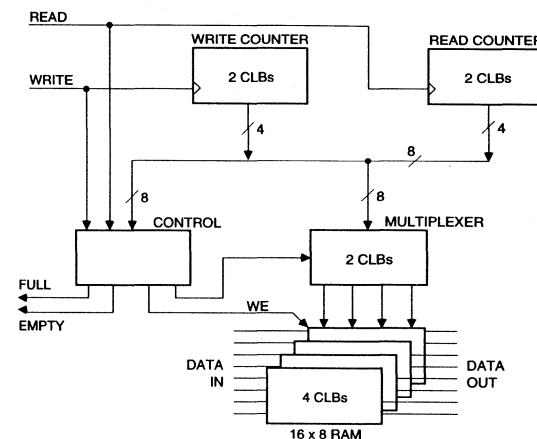 READ
WRITE COUNTER
READ COUNTER
2 CLBs
2 CLBs
WRITE
4
4
8
8
8
CONTROL
MULTIPLEXER
2 CLBs
FULL
EMPTY
WE
DATA IN
DATA OUT
4 CLBs
16 x 8 RAM